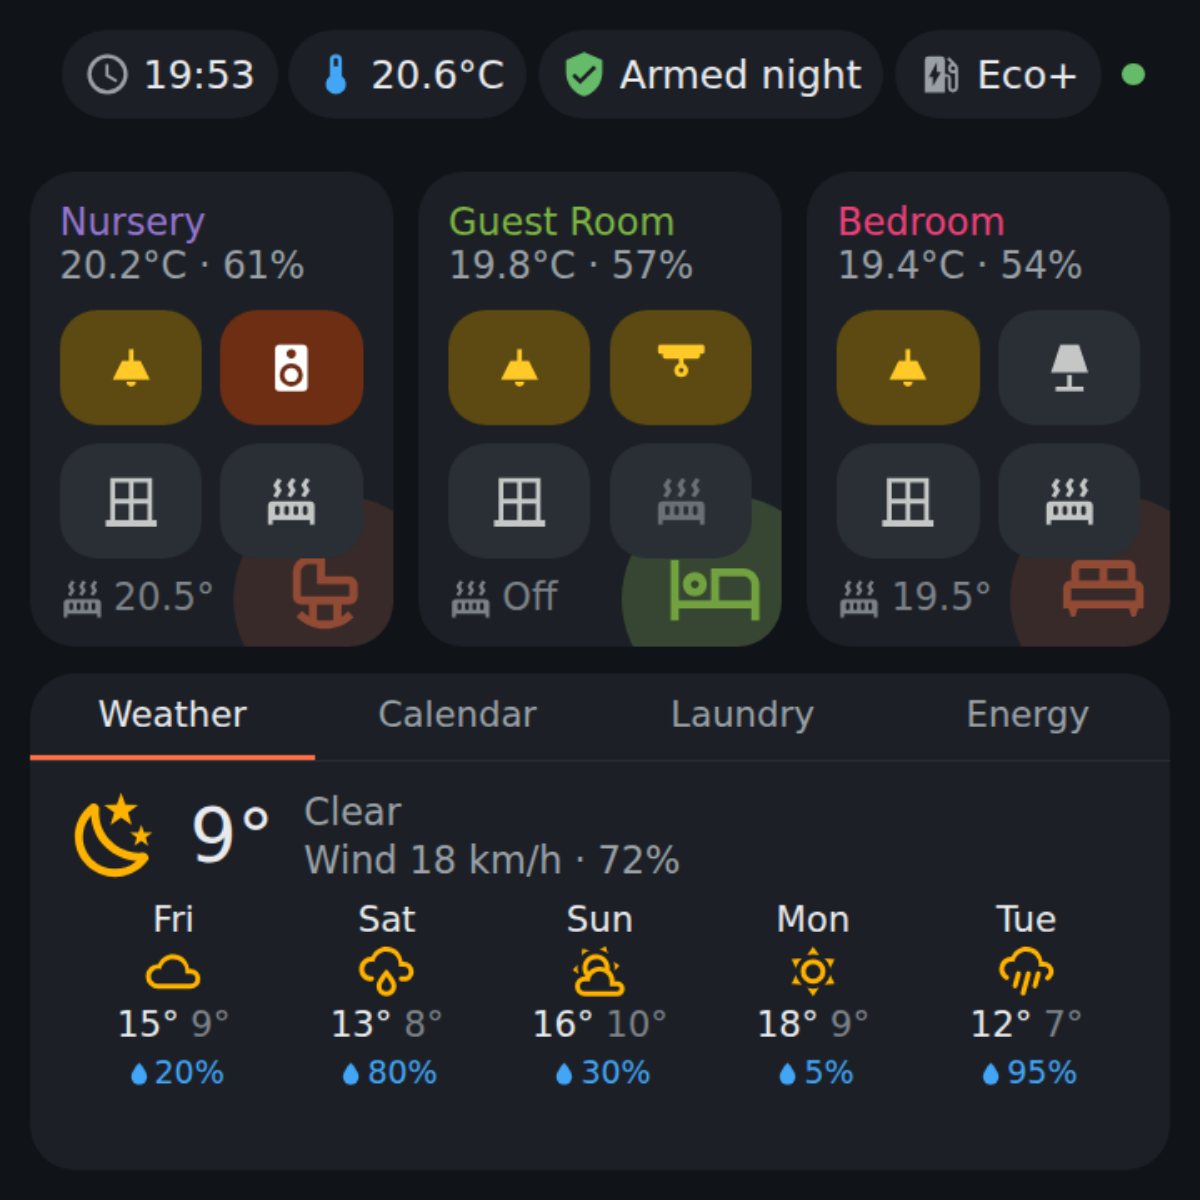 19:53 20.6°C Armed night Eco+
Nursery
20.2°C · 61%
20.5°
Guest Room
19.8°C · 57%
Off
Bedroom
19.4°C · 54%
19.5°
Weather Calendar Laundry Energy
9°
Clear
Wind 18 km/h · 72%
Fri Sat Sun Mon Tue
15° 9° 13° 8° 16° 10° 18° 9° 12° 7°
20% 80% 30% 5% 95%